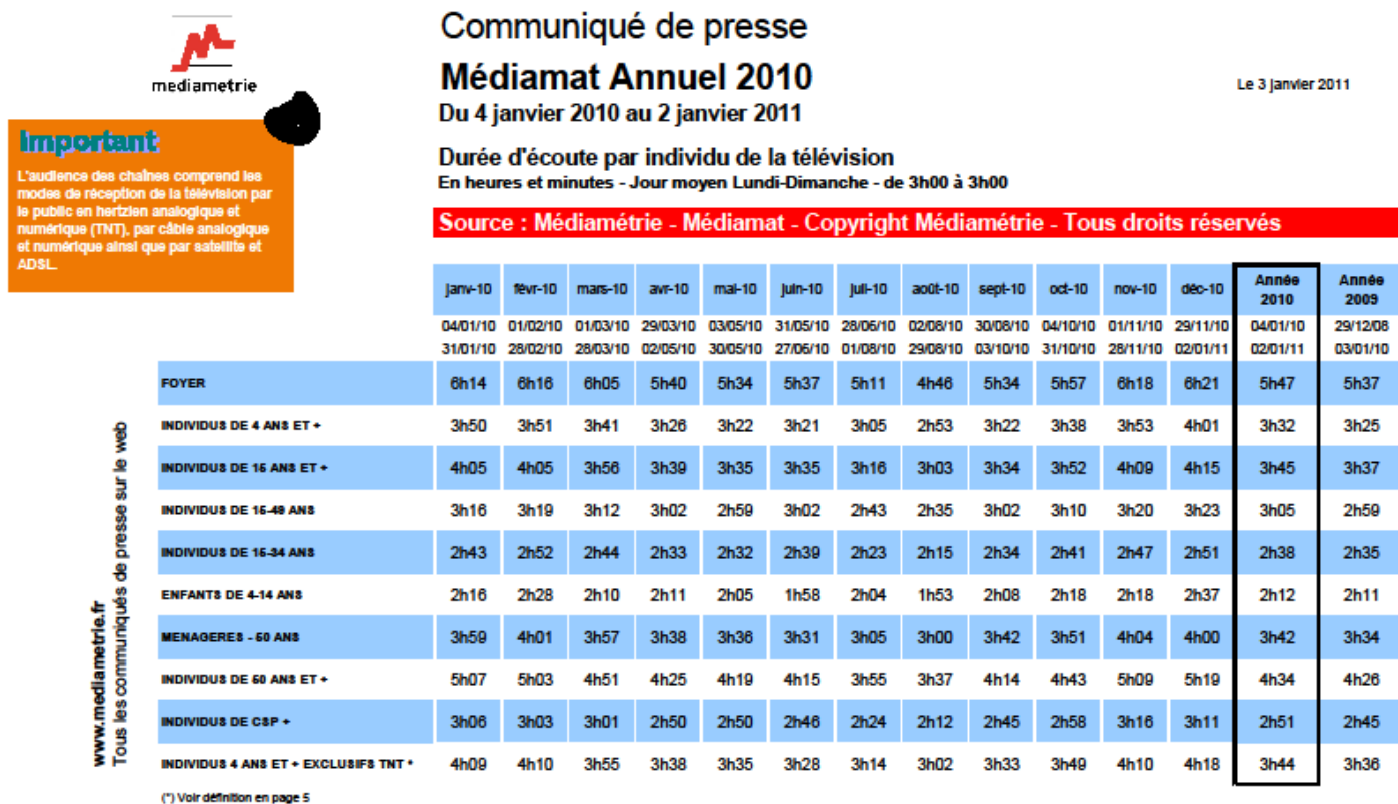 mediametrie
Communiqué de presse
Médiamat Annuel 2010
Le 3 janvier 2011
Du 4 janvier 2010 au 2 janvier 2011
Important
L'audience des chaînes comprend les
modes de réception de la télévision par
le public en hertzien analogique et
numérique (TNT), par câble analogique
et numérique ainsi que par satellite et
ADSL.
Durée d'écoute par individu de la télévision
En heures et minutes - Jour moyen Lundi-Dimanche - de 3h00 à 3h00
Source : Médiamétrie - Médiamat - Copyright Médiamétrie - Tous droits réservés
janv-10 févr-10 mars-10 avr-10 mai-10 juin-10 juil-10 août-10 sept-10 oct-10 nov-10 déc-10 Année 2010 Année 2009
04/01/10 01/02/10 01/03/10 29/03/10 03/05/10 31/05/10 28/06/10 02/08/10 30/08/10 04/10/10 01/11/10 29/11/10 04/01/10 29/12/08
31/01/10 28/02/10 28/03/10 02/05/10 30/05/10 27/06/10 01/08/10 29/08/10 03/10/10 31/10/10 28/11/10 02/01/11 02/01/11 03/01/10
FOYER 6h14 6h16 6h05 5h40 5h34 5h37 5h11 4h46 5h34 5h57 6h18 6h21 5h47 5h37
INDIVIDUS DE 4 ANS ET + 3h50 3h51 3h41 3h26 3h22 3h21 3h05 2h53 3h22 3h38 3h53 4h01 3h32 3h25
INDIVIDUS DE 15 ANS ET + 4h05 4h05 3h56 3h39 3h35 3h35 3h16 3h03 3h34 3h52 4h09 4h15 3h45 3h37
INDIVIDUS DE 15-49 ANS 3h16 3h19 3h12 3h02 2h59 3h02 2h43 2h35 3h02 3h10 3h20 3h23 3h05 2h59
INDIVIDUS DE 15-34 ANS 2h43 2h52 2h44 2h33 2h32 2h39 2h23 2h15 2h34 2h41 2h47 2h51 2h38 2h35
ENFANTS DE 4-14 ANS 2h16 2h28 2h10 2h11 2h05 1h58 2h04 1h53 2h08 2h18 2h18 2h37 2h12 2h11
MENAGERES - 50 ANS 3h59 4h01 3h57 3h38 3h36 3h31 3h05 3h00 3h42 3h51 4h04 4h00 3h42 3h34
INDIVIDUS DE 50 ANS ET + 5h07 5h03 4h51 4h25 4h19 4h15 3h55 3h37 4h14 4h43 5h09 5h19 4h34 4h26
INDIVIDUS DE CSP + 3h06 3h03 3h01 2h50 2h50 2h46 2h24 2h12 2h45 2h58 3h16 3h11 2h51 2h45
INDIVIDUS 4 ANS ET + EXCLUSIFS TNT * 4h09 4h10 3h55 3h38 3h35 3h28 3h14 3h02 3h33 3h49 4h10 4h18 3h44 3h36
(*) Voir définition en page 5
www.mediametrie.fr
Tous les communiqués de presse sur le web